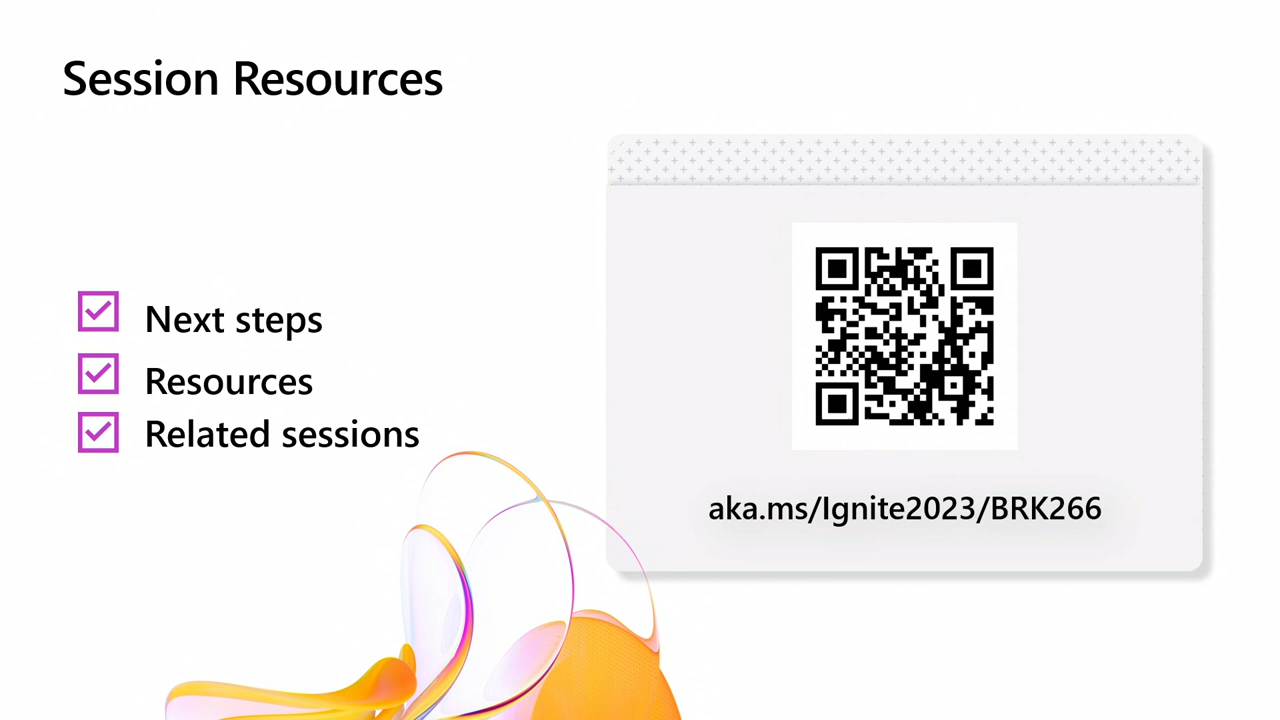 Session Resources
Next steps
Resources
Related sessions
aka.ms/Ignite2023/BRK266